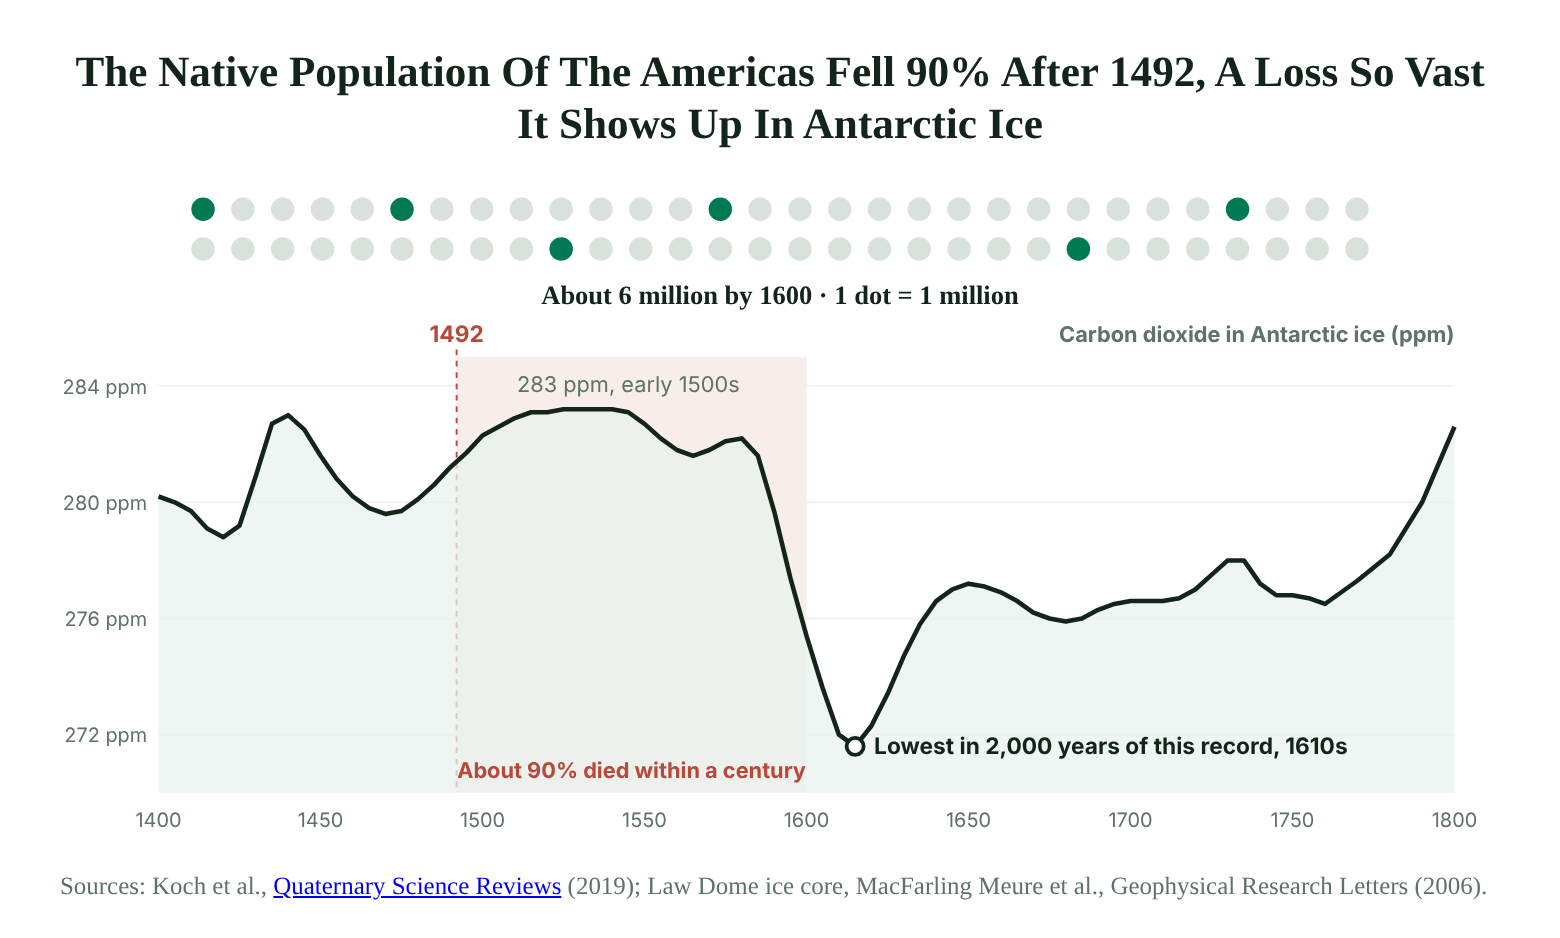 The Native Population Of The Americas Fell 90% After 1492, A Loss So Vast
It Shows Up In Antarctic Ice
About 6 million by 1600 · 1 dot = 1 million
1492
Carbon dioxide in Antarctic ice (ppm)
284 ppm
283 ppm, early 1500s
280 ppm
276 ppm
272 ppm
Lowest in 2,000 years of this record, 1610s
About 90% died within a century
1400 1450 1500 1550 1600 1650 1700 1750 1800
Sources: Koch et al., Quaternary Science Reviews (2019); Law Dome ice core, MacFarling Meure et al., Geophysical Research Letters (2006).